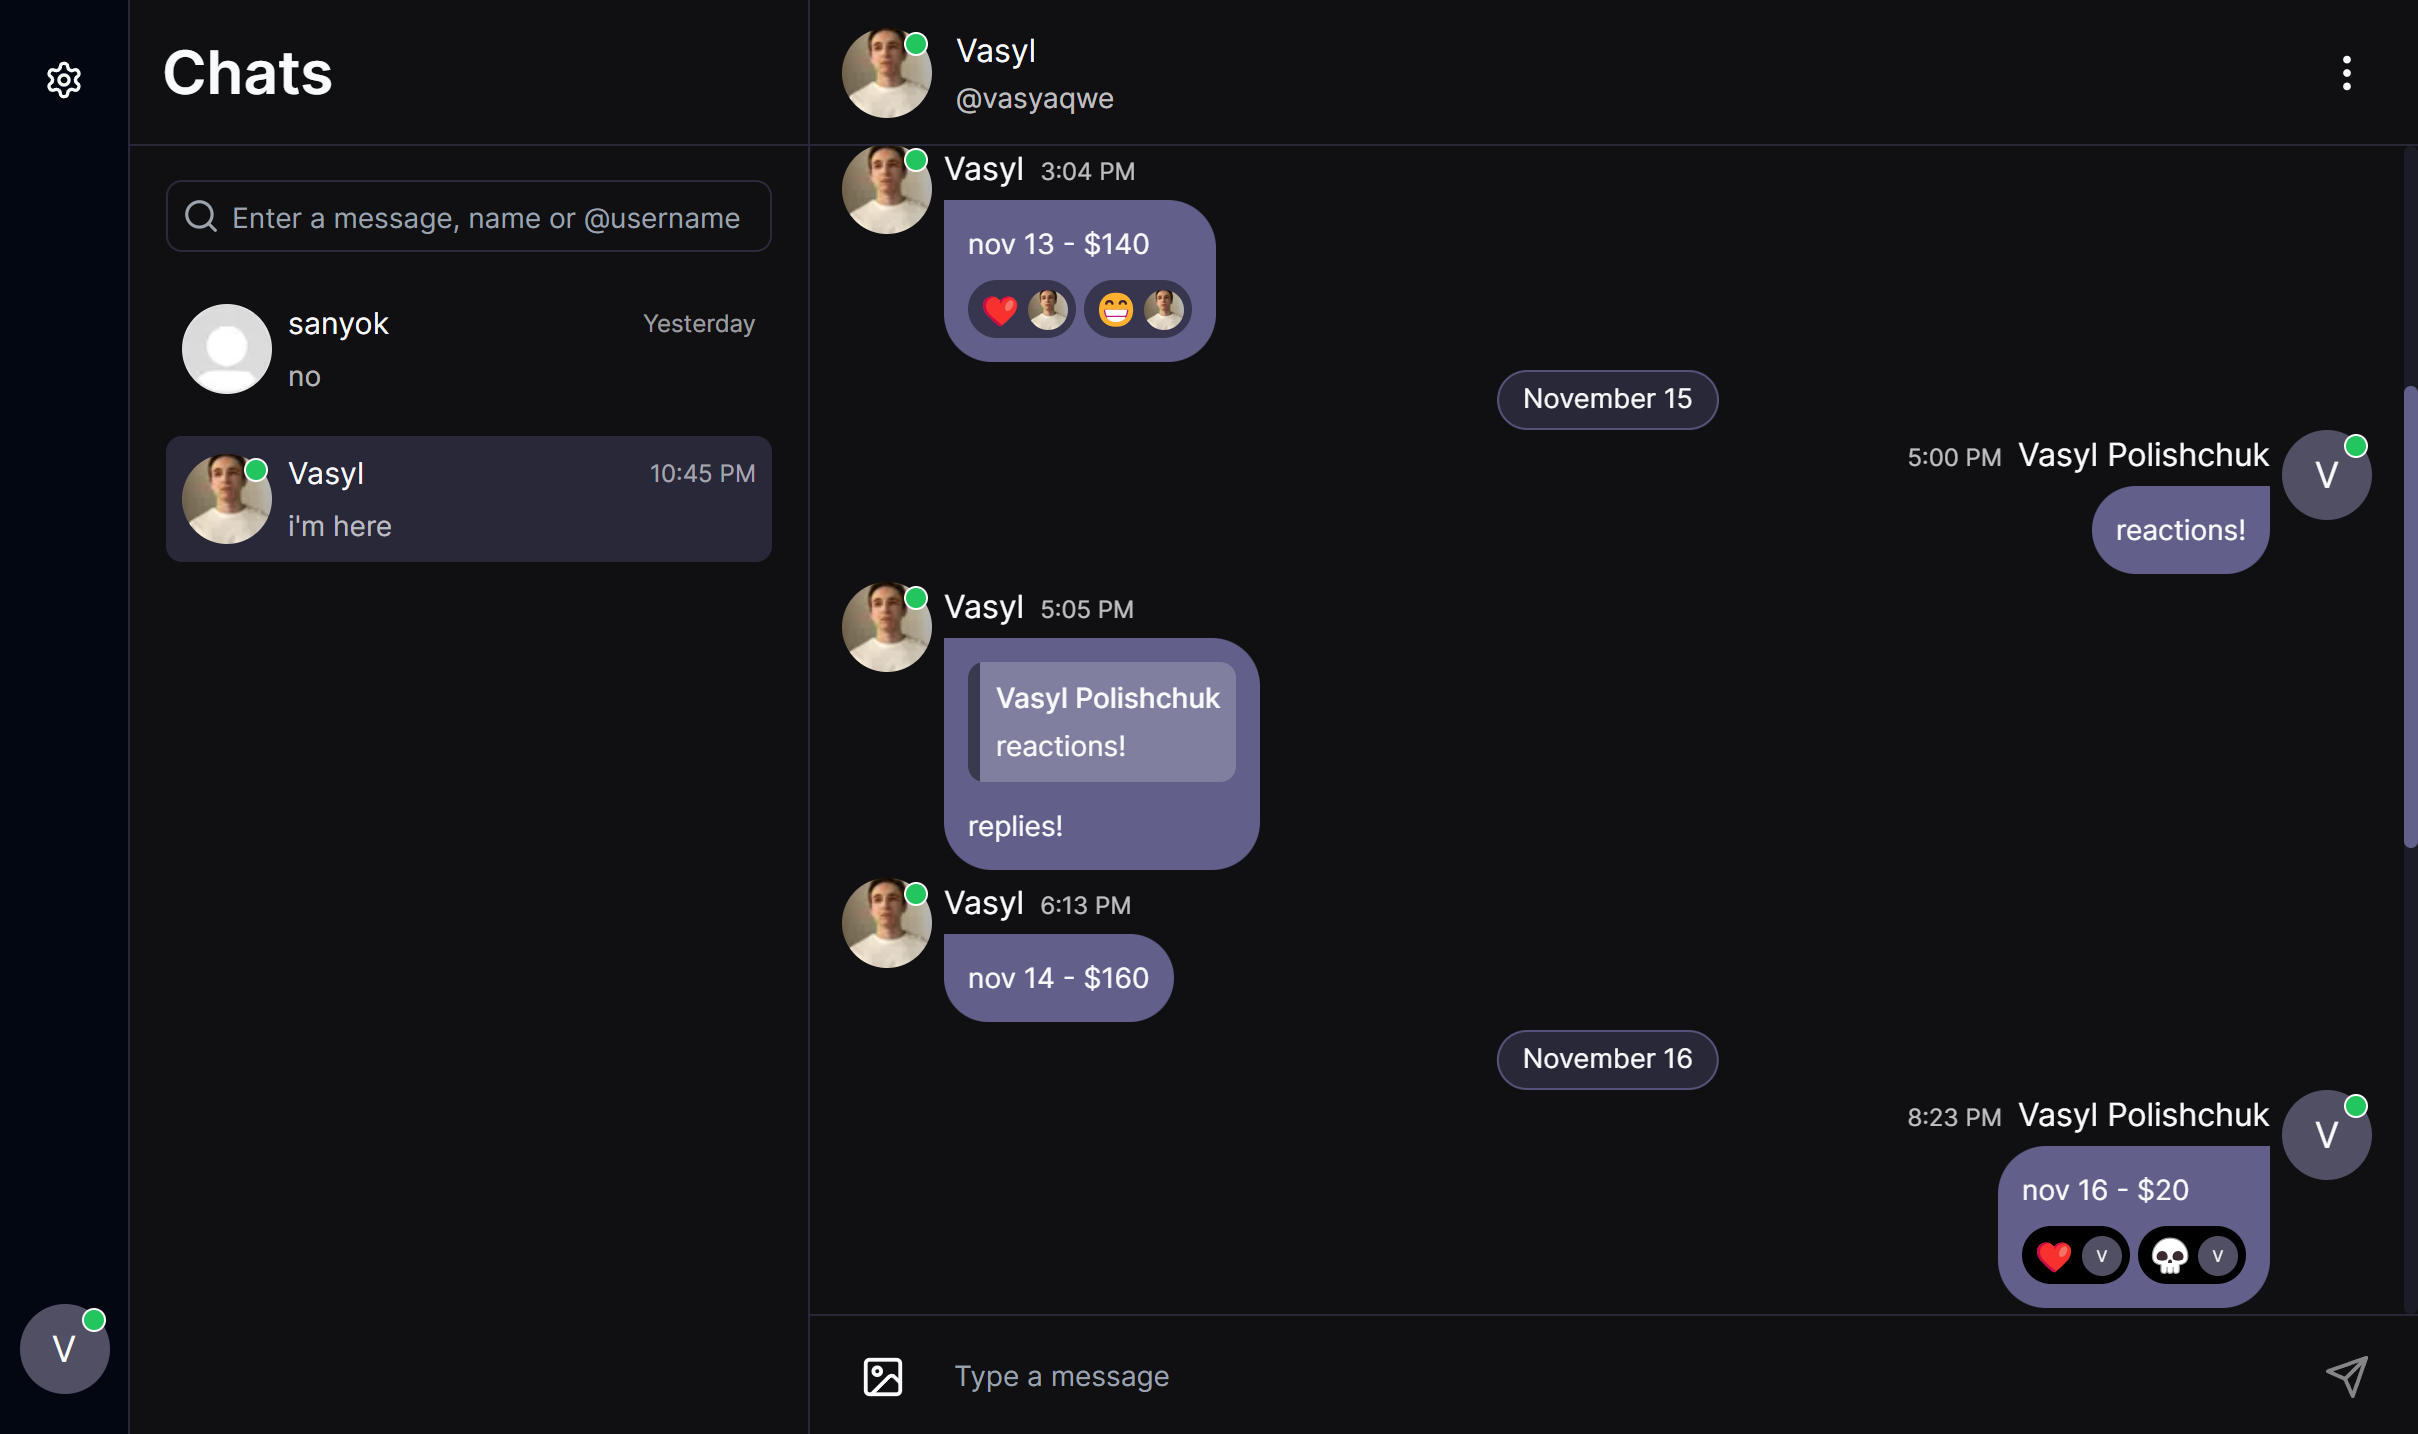 Chats
Enter a message, name or @username
sanyok
Yesterday
no
Vasyl
10:45 PM
i'm here
V
Vasyl
@vasyaqwe
Vasyl 3:04 PM
nov 13 - $140
November 15
5:00 PM Vasyl Polishchuk
V
reactions!
Vasyl 5:05 PM
Vasyl Polishchuk
reactions!
replies!
Vasyl 6:13 PM
nov 14 - $160
November 16
8:23 PM Vasyl Polishchuk
V
nov 16 - $20
V V
Type a message